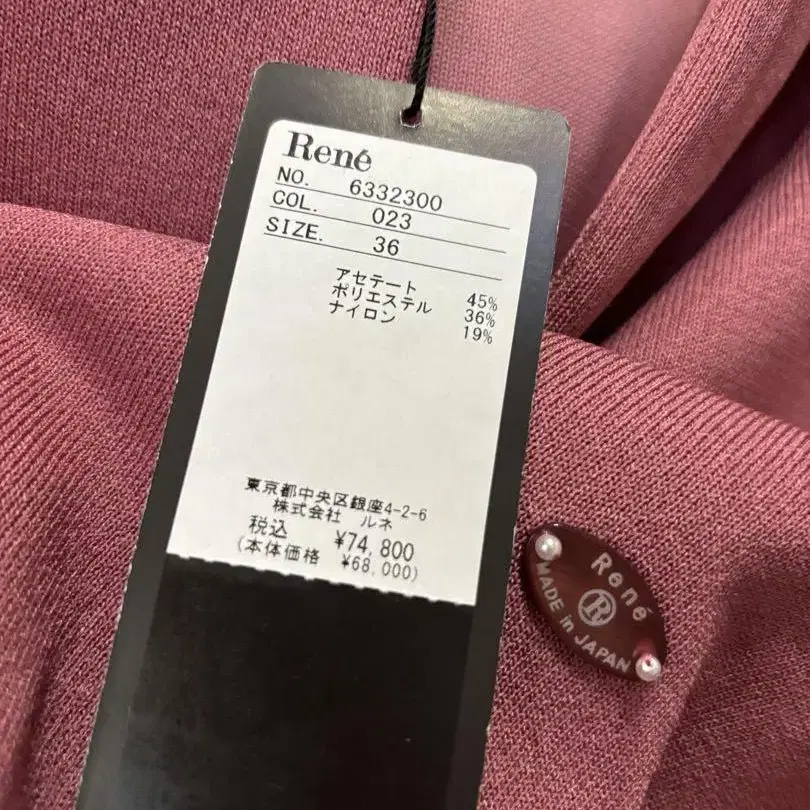 René
NO. 6332300
COL. 023
SIZE. 36
アセテート 45%
ポリエステル 36%
ナイロン 19%
東京都中央区銀座4-2-6
株式会社 ルネ
税込 ¥74,800
(本体価格 ¥68,000)
René
R
MADE in JAPAN